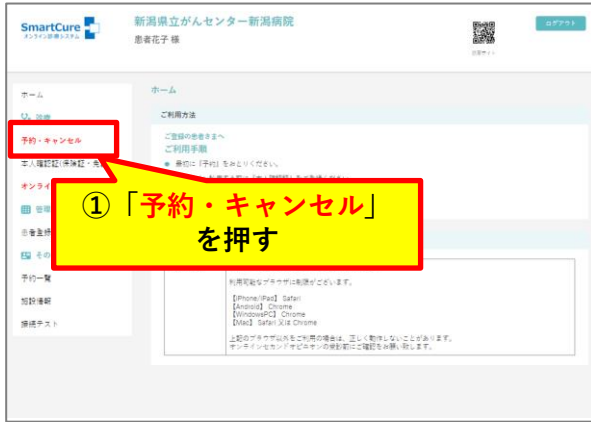 SmartCure
オンライン診療システム
新潟県立がんセンター新潟病院
患者花子 様
ログアウト
ホーム
診療
予約・キャンセル
本人確認証(保険証・免
オンライ
管理
患者登録
その
予約一覧
施設情報
接続テスト
ホーム
ご利用方法
ご登録の患者さまへ
ご利用手順
最初に「予約」をおとりください。
①「予約・キャンセル」
を押す
利用可能なブラウザに制限がございます。
【iPhone/iPad】 Safari
【Android】 Chrome
【WindowsPC】 Chrome
【Mac】 Safari 又は Chrome
上記のブラウザ以外をご利用の場合は、正しく動作しないことがあります。
オンラインセカンドオピニオンの受診前にご確認をお願い致します。